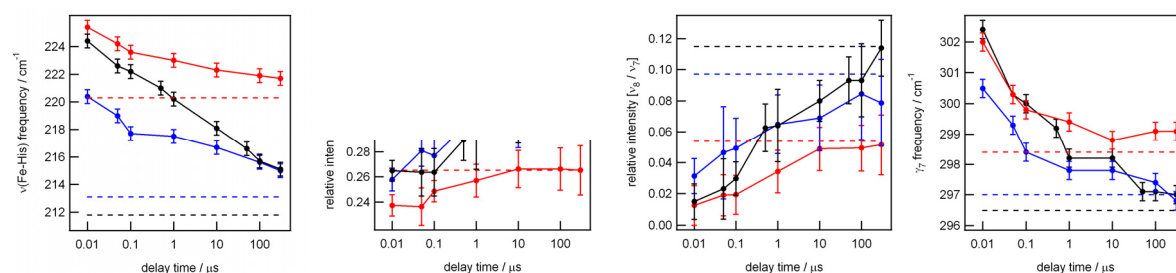 ν(Fe-His) frequency / cm⁻¹
224
222
220
218
216
214
212
0.01 0.1 1 10 100
delay time / μs
relative inten
0.28
0.26
0.24
0.01 0.1 1 10 100
delay time / μs
relative intensity [ν₈ / ν₇]
0.12
0.10
0.08
0.06
0.04
0.02
0.00
0.01 0.1 1 10 100
delay time / μs
γ₇ frequency / cm⁻¹
302
301
300
299
298
297
296
0.01 0.1 1 10 100
delay time / μs